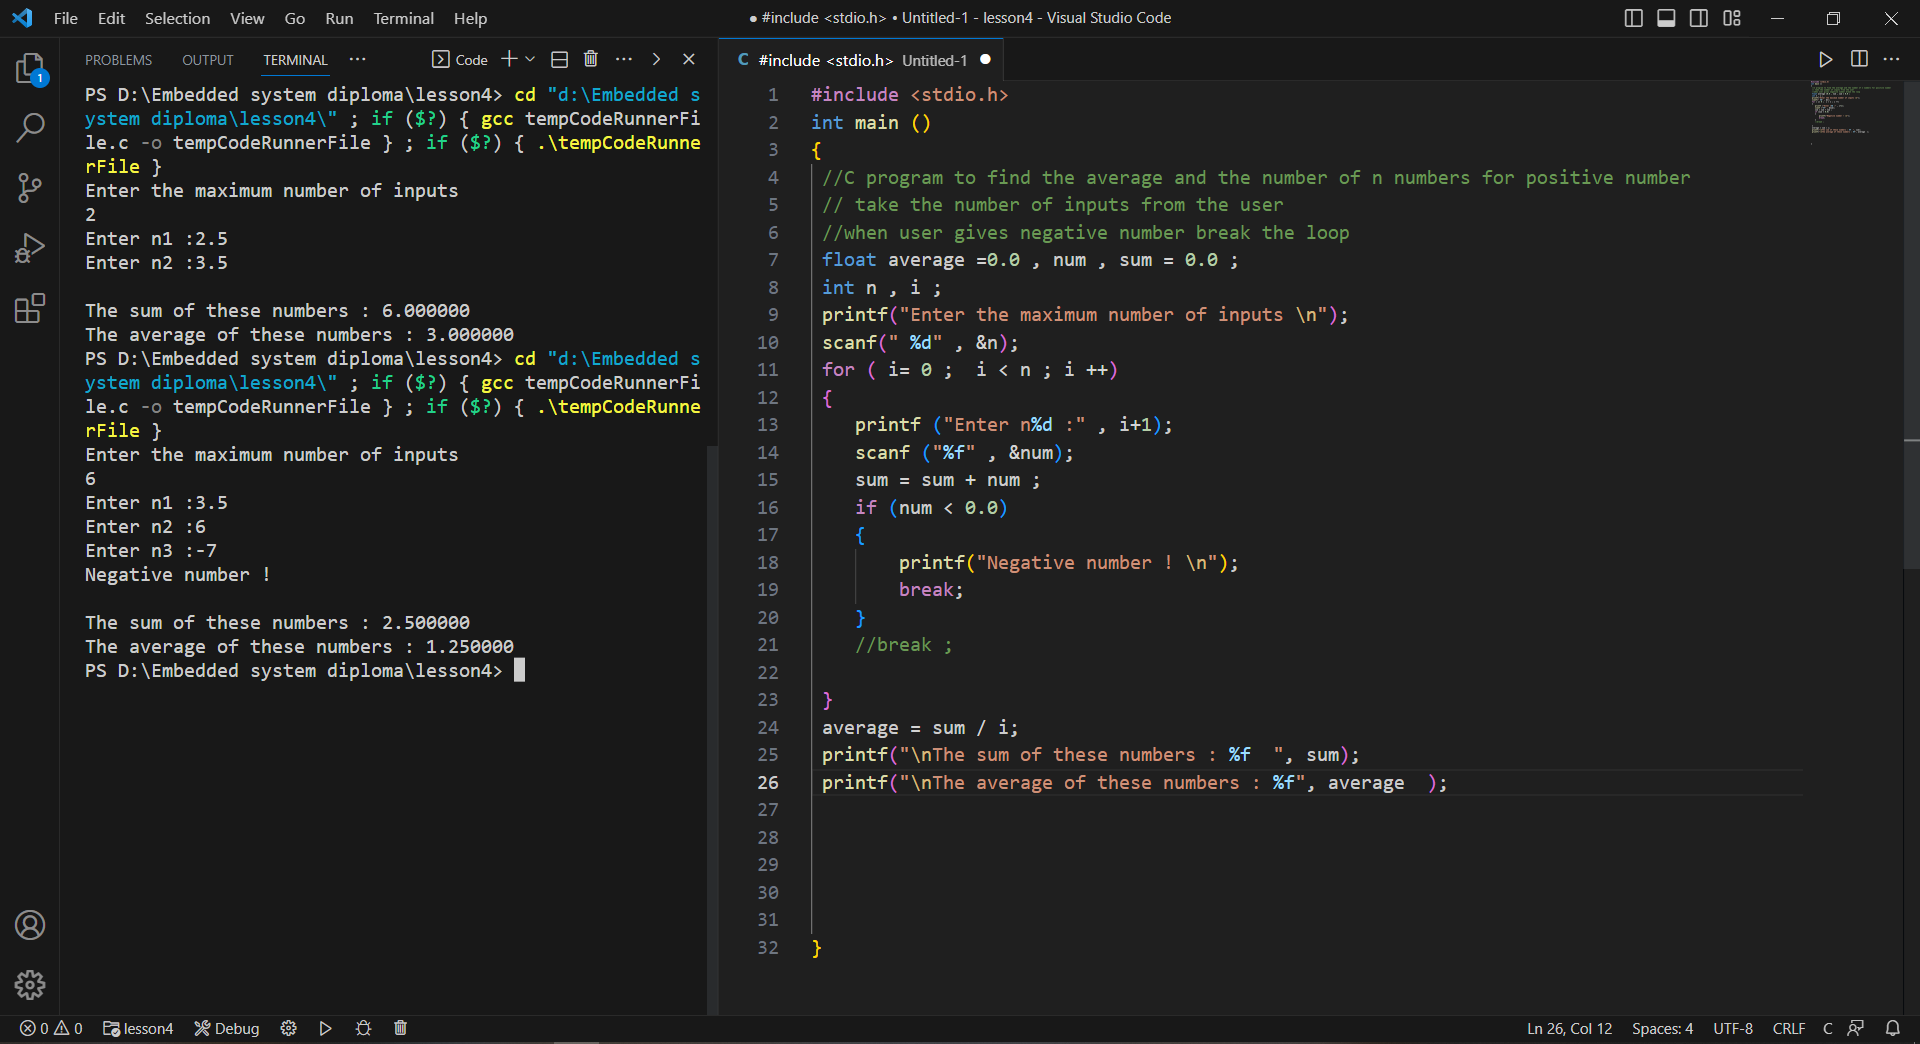 File Edit Selection View Go Run Terminal Help
● #include <stdio.h> • Untitled-1 - lesson4 - Visual Studio Code
1
PROBLEMS OUTPUT TERMINAL ··· Code
PS D:\Embedded system diploma\lesson4> cd "d:\Embedded s
ystem diploma\lesson4\" ; if ($?) { gcc tempCodeRunnerFi
le.c -o tempCodeRunnerFile } ; if ($?) { .\tempCodeRunne
rFile }
Enter the maximum number of inputs
2
Enter n1 :2.5
Enter n2 :3.5
The sum of these numbers : 6.000000
The average of these numbers : 3.000000
PS D:\Embedded system diploma\lesson4> cd "d:\Embedded s
ystem diploma\lesson4\" ; if ($?) { gcc tempCodeRunnerFi
le.c -o tempCodeRunnerFile } ; if ($?) { .\tempCodeRunne
rFile }
Enter the maximum number of inputs
6
Enter n1 :3.5
Enter n2 :6
Enter n3 :-7
Negative number !
The sum of these numbers : 2.500000
The average of these numbers : 1.250000
PS D:\Embedded system diploma\lesson4>
C #include <stdio.h> Untitled-1 ●
1 #include <stdio.h>
2 int main ()
3 {
4 //C program to find the average and the number of n numbers for positive number
5 // take the number of inputs from the user
6 //when user gives negative number break the loop
7 float average =0.0 , num , sum = 0.0 ;
8 int n , i ;
9 printf("Enter the maximum number of inputs \n");
10 scanf(" %d" , &n);
11 for ( i= 0 ;  i < n ; i ++)
12 {
13 printf ("Enter n%d :" , i+1);
14 scanf ("%f" , &num);
15 sum = sum + num ;
16 if (num < 0.0)
17 {
18 printf("Negative number ! \n");
19 break;
20 }
21 //break ;
22
23 }
24 average = sum / i;
25 printf("\nThe sum of these numbers : %f  ", sum);
26 printf("\nThe average of these numbers : %f", average  );
27
28
29
30
31
32 }
0 0 lesson4 Debug
Ln 26, Col 12 Spaces: 4 UTF-8 CRLF C